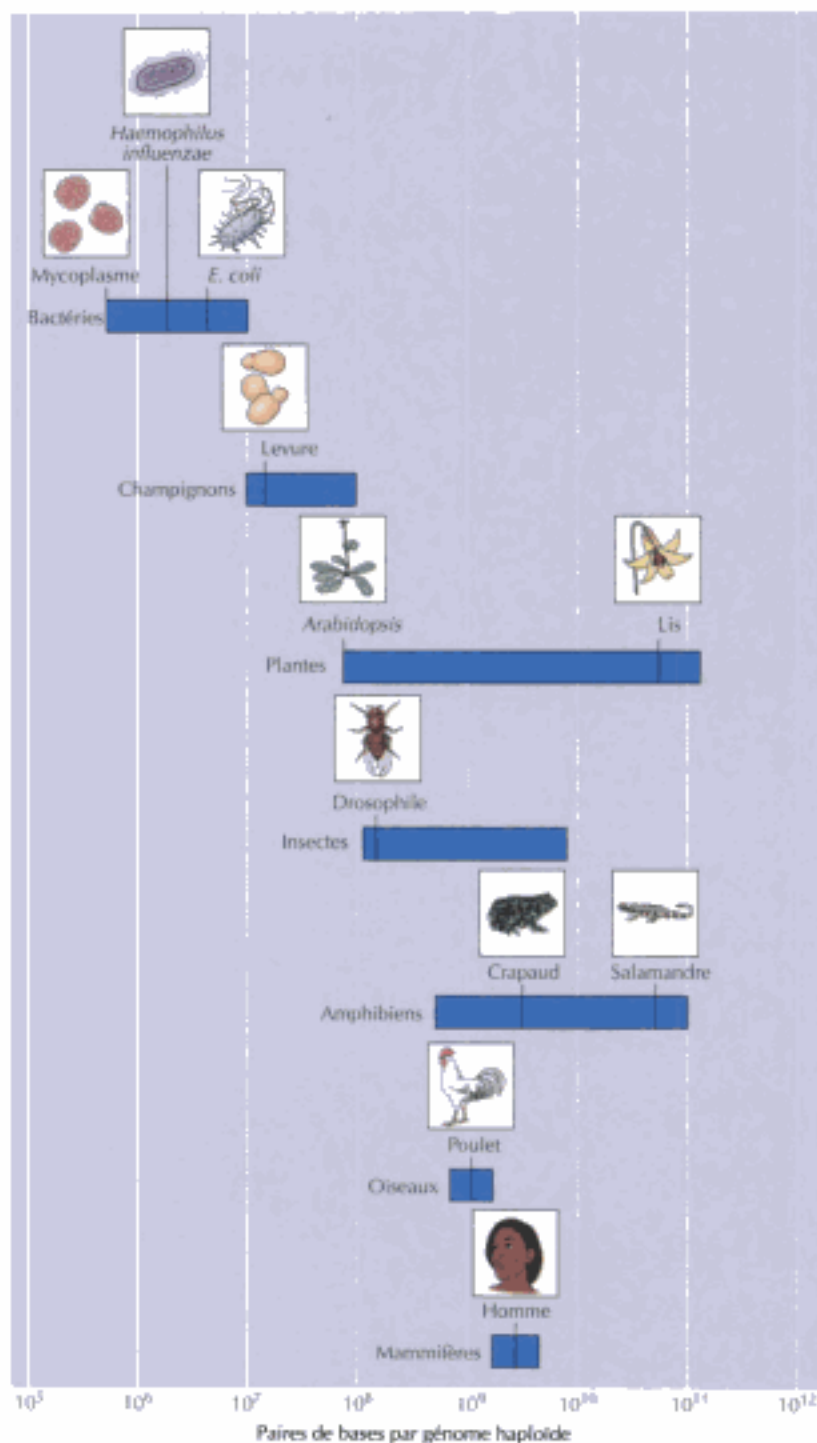 Haemophilus
influenzae
Mycoplasme
E. coli
Bactéries
Levure
Champignons
Arabidopsis
Lis
Plantes
Drosophile
Insectes
Crapaud
Salamandre
Amphibiens
Poulet
Oiseaux
Homme
Mammifères
10⁵ 10⁶ 10⁷ 10⁸ 10⁹ 10¹⁰ 10¹¹ 10¹²
Paires de bases par génome haploïde